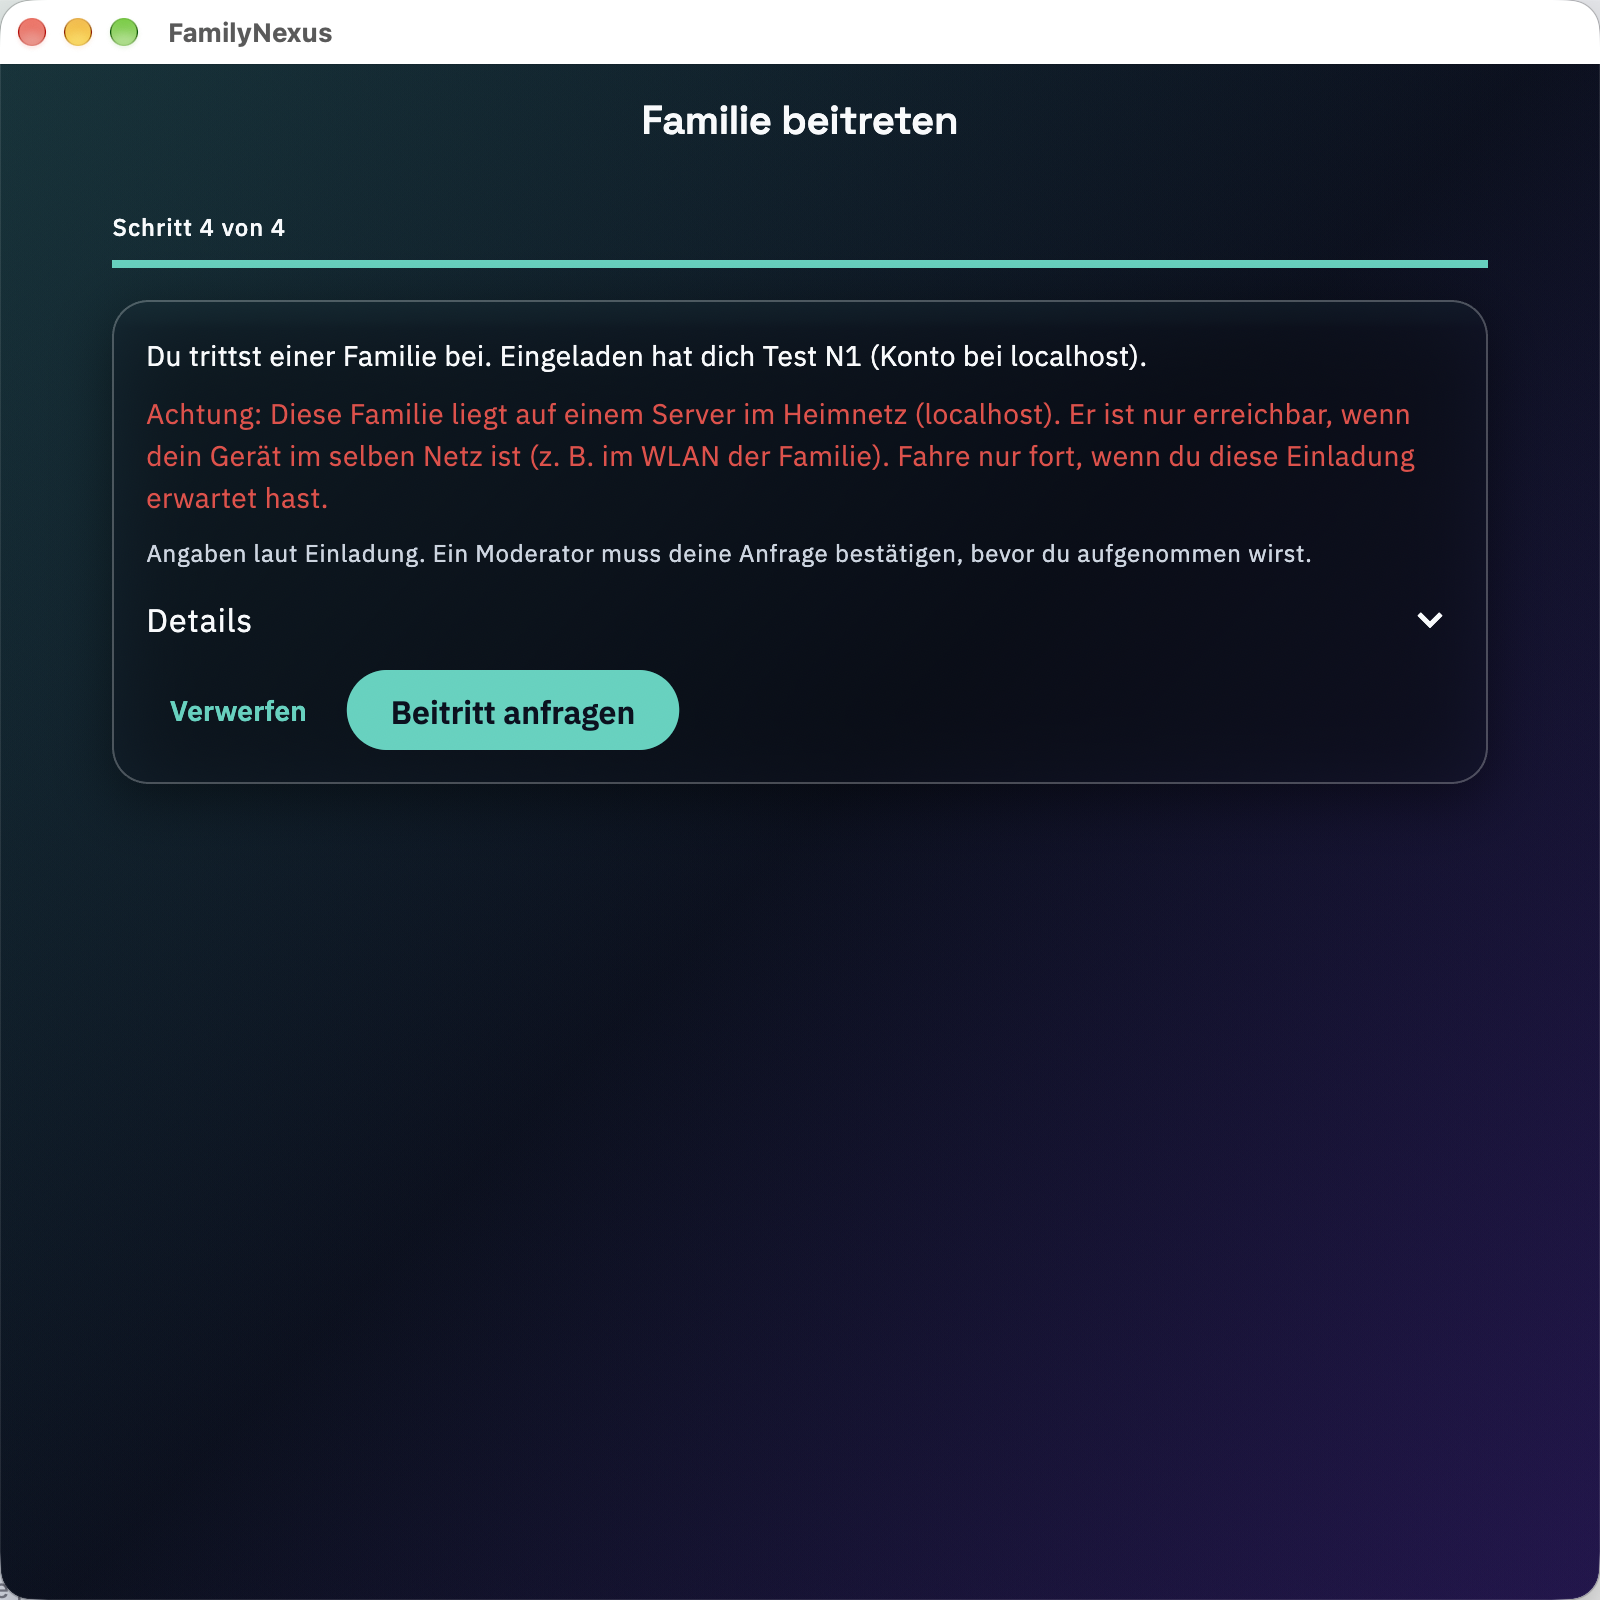 FamilyNexus
Familie beitreten
Schritt 4 von 4
Du trittst einer Familie bei. Eingeladen hat dich Test N1 (Konto bei localhost).
Achtung: Diese Familie liegt auf einem Server im Heimnetz (localhost). Er ist nur erreichbar, wenn
dein Gerät im selben Netz ist (z. B. im WLAN der Familie). Fahre nur fort, wenn du diese Einladung
erwartet hast.
Angaben laut Einladung. Ein Moderator muss deine Anfrage bestätigen, bevor du aufgenommen wirst.
Details
Verwerfen
Beitritt anfragen